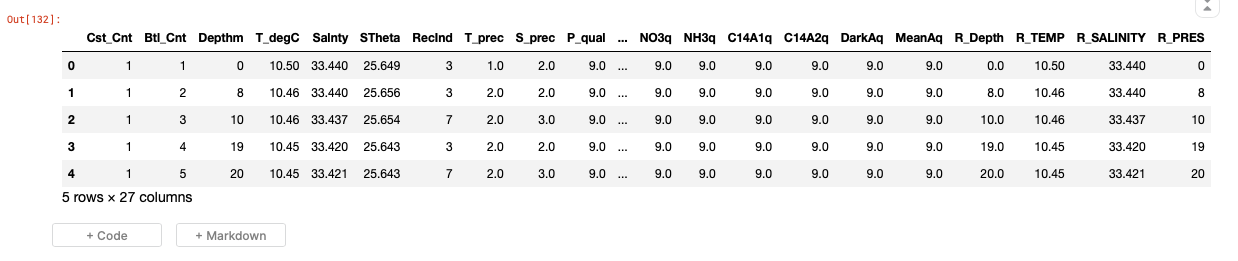 Out[132]:
Cst_Cnt Btl_Cnt Depthm T_degC Salnty STheta RecInd T_prec S_prec P_qual ... NO3q NH3q C14A1q C14A2q DarkAq MeanAq R_Depth R_TEMP R_SALINITY R_PRES
0 1 1 0 10.50 33.440 25.649 3 1.0 2.0 9.0 ... 9.0 9.0 9.0 9.0 9.0 9.0 0.0 10.50 33.440 0
1 1 2 8 10.46 33.440 25.656 3 2.0 2.0 9.0 ... 9.0 9.0 9.0 9.0 9.0 9.0 8.0 10.46 33.440 8
2 1 3 10 10.46 33.437 25.654 7 2.0 3.0 9.0 ... 9.0 9.0 9.0 9.0 9.0 9.0 10.0 10.46 33.437 10
3 1 4 19 10.45 33.420 25.643 3 2.0 2.0 9.0 ... 9.0 9.0 9.0 9.0 9.0 9.0 19.0 10.45 33.420 19
4 1 5 20 10.45 33.421 25.643 7 2.0 3.0 9.0 ... 9.0 9.0 9.0 9.0 9.0 9.0 20.0 10.45 33.421 20
5 rows × 27 columns
+ Code + Markdown